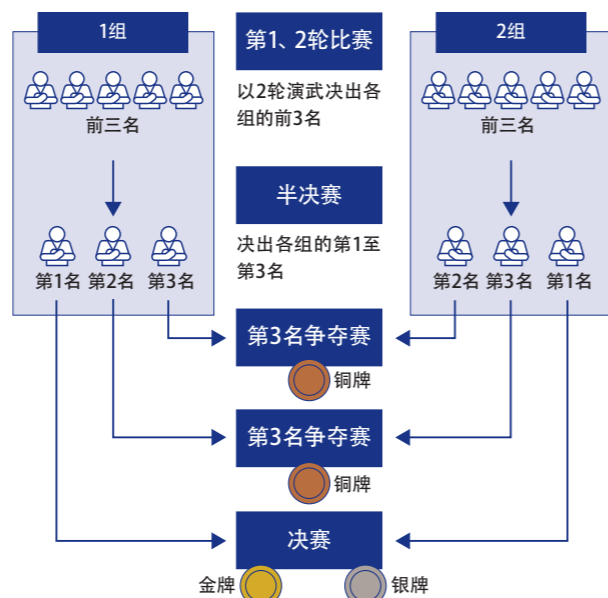 1组
第1、2轮比赛
2组
以2轮演武决出各
组的前3名
前三名
前三名
半决赛
决出各组的第1至
第3名
第1名 第2名 第3名
第2名 第3名 第1名
第3名争夺赛
铜牌
第3名争夺赛
铜牌
决赛
金牌
银牌